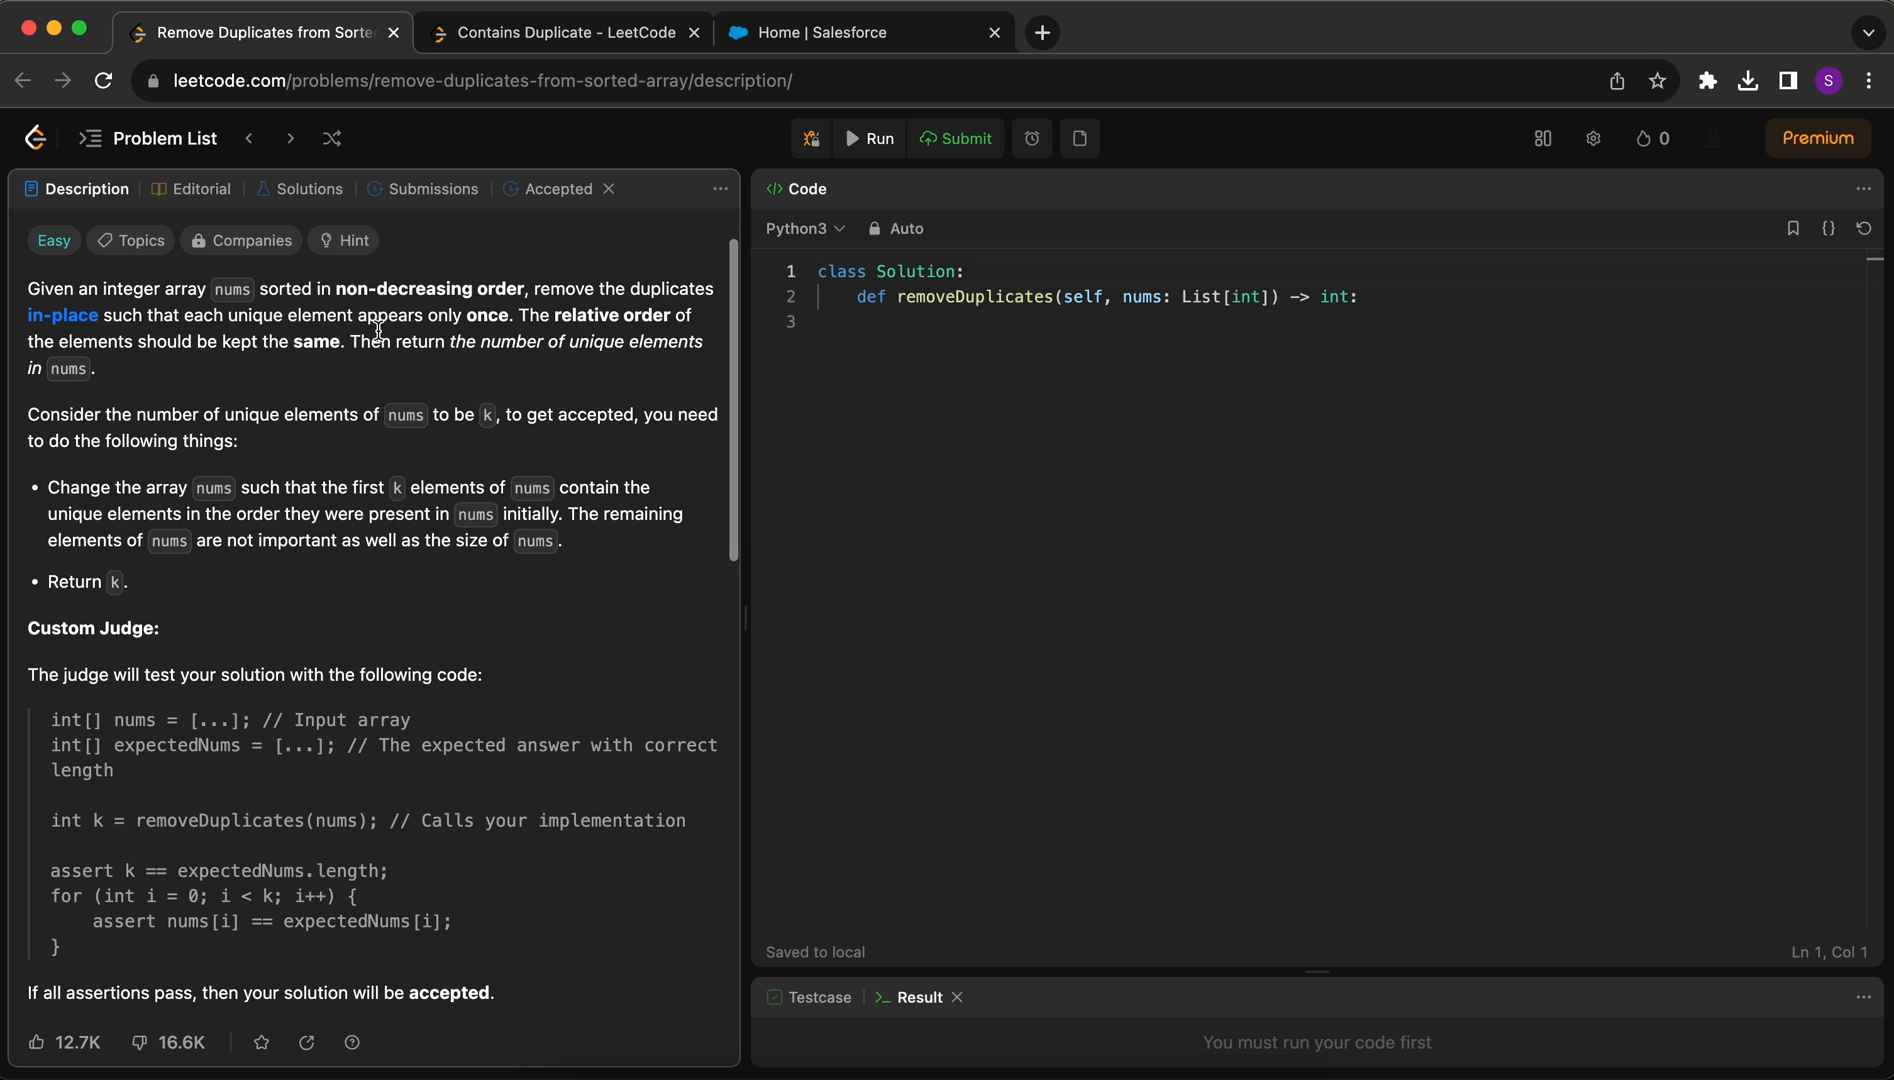 Remove Duplicates from Sorte
Contains Duplicate - LeetCode
Home | Salesforce
leetcode.com/problems/remove-duplicates-from-sorted-array/description/
S
Problem List
Run
Submit
0
Premium
Description
Editorial
Solutions
Submissions
Accepted
Easy
Topics
Companies
Hint
Given an integer array nums sorted in non-decreasing order, remove the duplicates
in-place such that each unique element appears only once. The relative order of
the elements should be kept the same. Then return the number of unique elements
in nums.
Consider the number of unique elements of nums to be k, to get accepted, you need
to do the following things:
• Change the array nums such that the first k elements of nums contain the
unique elements in the order they were present in nums initially. The remaining
elements of nums are not important as well as the size of nums.
• Return k.
Custom Judge:
The judge will test your solution with the following code:
int[] nums = [...]; // Input array
int[] expectedNums = [...]; // The expected answer with correct
length
int k = removeDuplicates(nums); // Calls your implementation
assert k == expectedNums.length;
for (int i = 0; i < k; i++) {
    assert nums[i] == expectedNums[i];
}
If all assertions pass, then your solution will be accepted.
12.7K
16.6K
</> Code
Python3
Auto
{}
1 class Solution:
2     def removeDuplicates(self, nums: List[int]) -> int:
3
Saved to local
Ln 1, Col 1
Testcase
>_ Result
You must run your code first